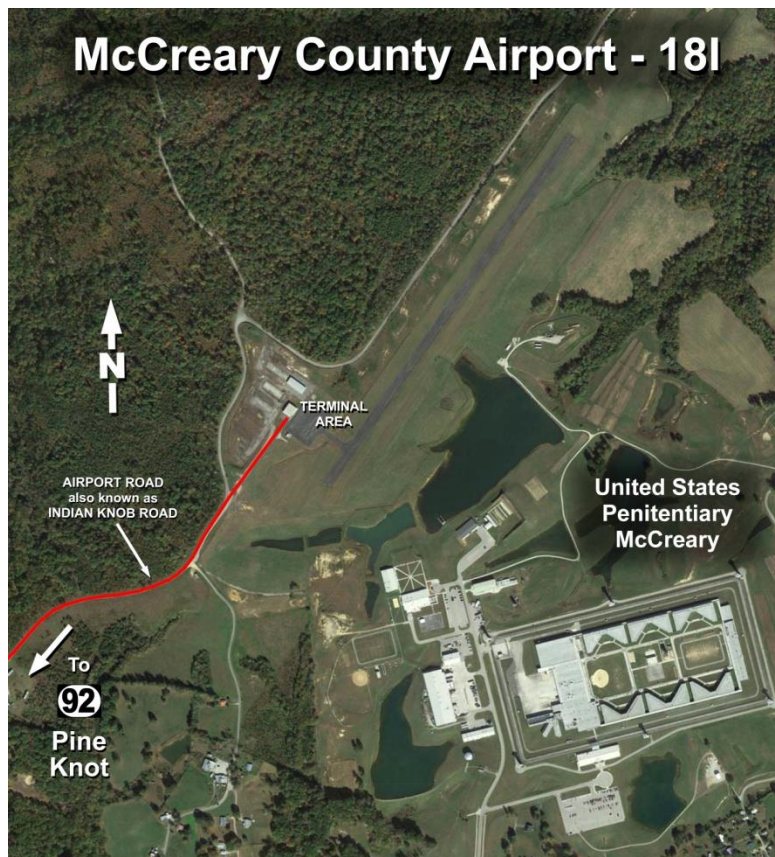 McCreary County Airport - 18I
N
TERMINAL
AREA
AIRPORT ROAD
also known as
INDIAN KNOB ROAD
United States
Penitentiary
McCreary
To
92
Pine
Knot